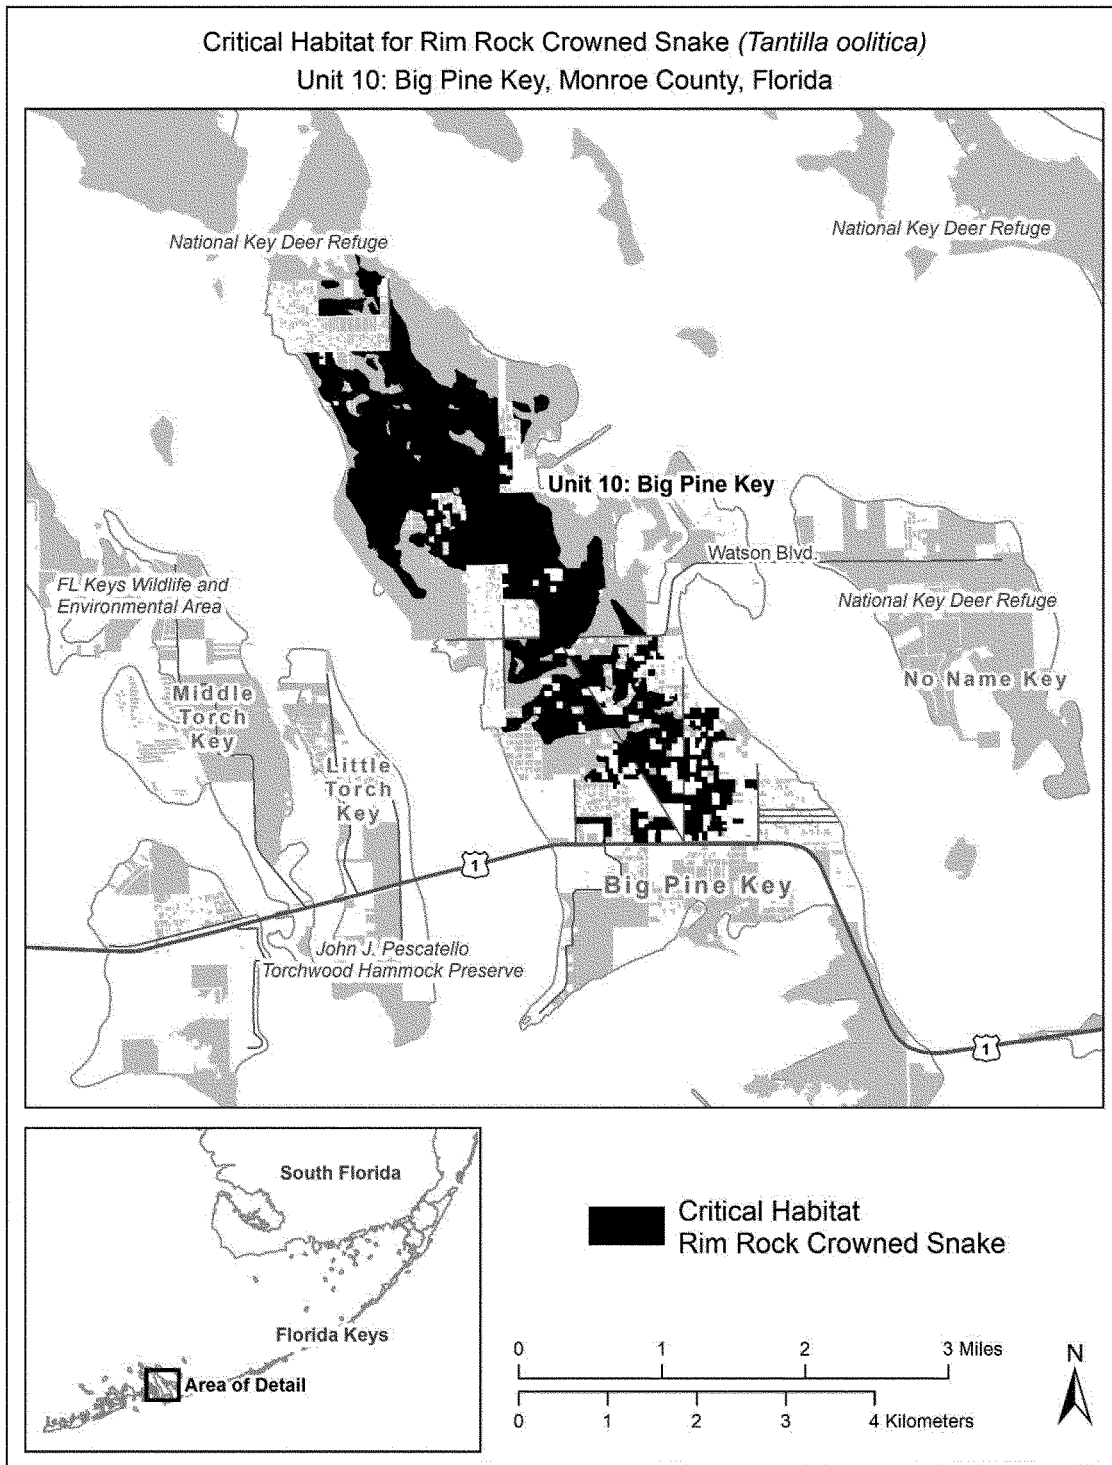 Critical Habitat for Rim Rock Crowned Snake (Tantilla oolitica)
Unit 10: Big Pine Key, Monroe County, Florida
National Key Deer Refuge
National Key Deer Refuge
Unit 10: Big Pine Key
Watson Blvd.
FL Keys Wildlife and
Environmental Area
National Key Deer Refuge
No Name Key
Middle
Torch
Key
Little
Torch
Key
1
Big Pine Key
John J. Pescatello
Torchwood Hammock Preserve
1
South Florida
Florida Keys
Area of Detail
Critical Habitat
Rim Rock Crowned Snake
0 1 2 3 Miles
0 1 2 3 4 Kilometers
N